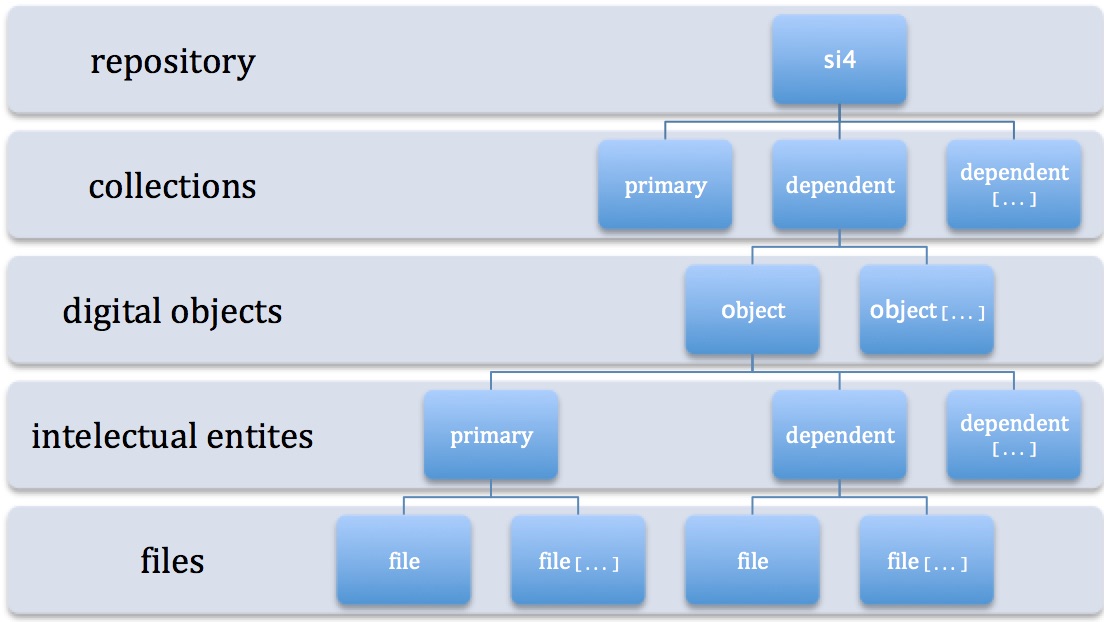 repository
si4
collections
primary
dependent
dependent
[...]
digital objects
object
object [...]
intelectual entites
primary
dependent
dependent
[...]
files
file
file [...]
file
file [...]